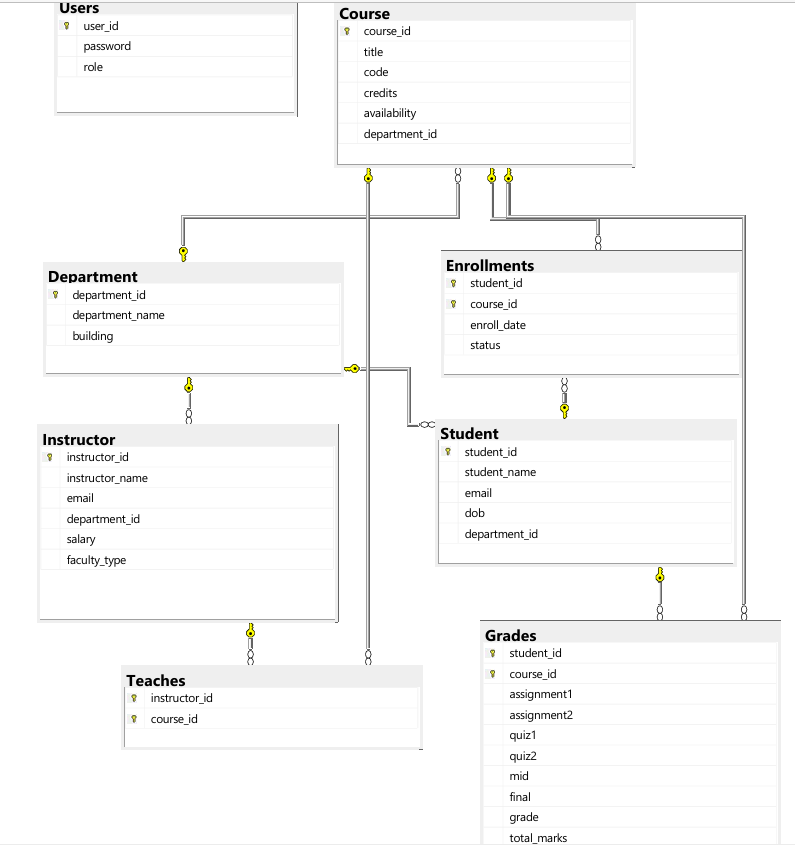 Users
user_id
password
role
Course
course_id
title
code
credits
availability
department_id
Department
department_id
department_name
building
Enrollments
student_id
course_id
enroll_date
status
Instructor
instructor_id
instructor_name
email
department_id
salary
faculty_type
Student
student_id
student_name
email
dob
department_id
Teaches
instructor_id
course_id
Grades
student_id
course_id
assignment1
assignment2
quiz1
quiz2
mid
final
grade
total_marks